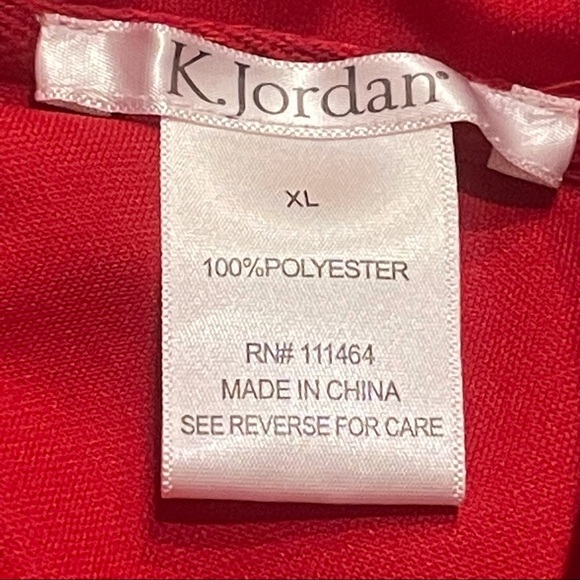 K.Jordan
XL
100%POLYESTER
RN# 111464
MADE IN CHINA
SEE REVERSE FOR CARE